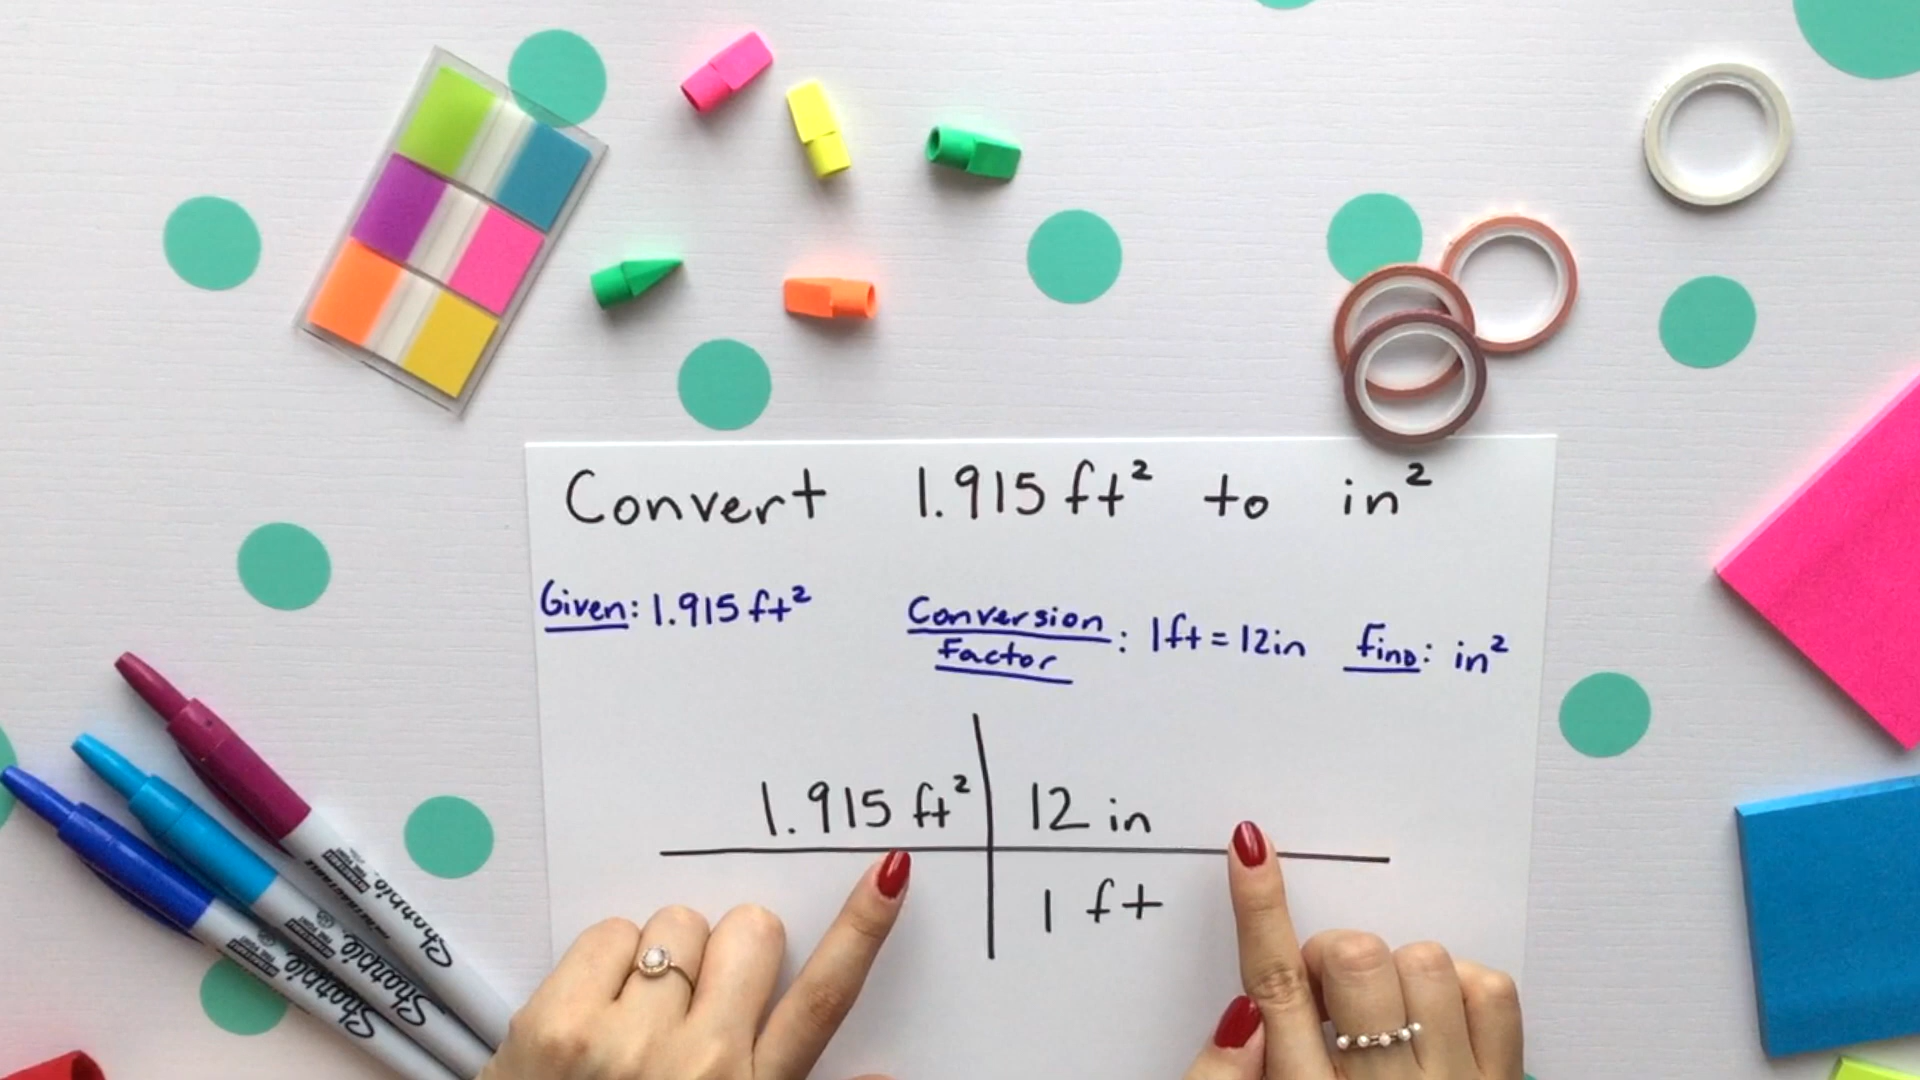 Convert 1.915 ft² to in²
Given: 1.915 ft²
Conversion Factor: 1ft = 12in
Find: in²
1.915 ft² 12 in
1 ft
Sharpie.
Sharpie.
Sharpie.